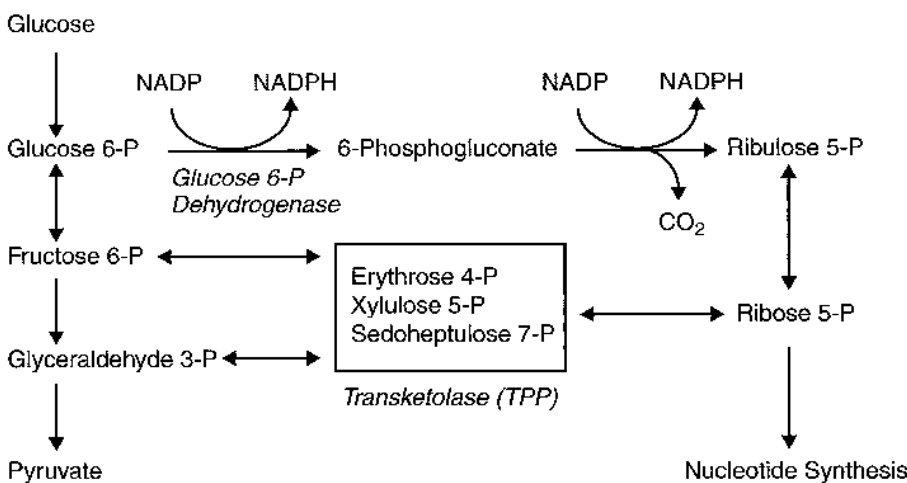 Glucose
NADP
NADPH
NADP
NADPH
Glucose 6-P
6-Phosphogluconate
Ribulose 5-P
Glucose 6-P
Dehydrogenase
CO₂
Fructose 6-P
Erythrose 4-P
Xylulose 5-P
Sedoheptulose 7-P
Ribose 5-P
Glyceraldehyde 3-P
Transketolase (TPP)
Pyruvate
Nucleotide Synthesis